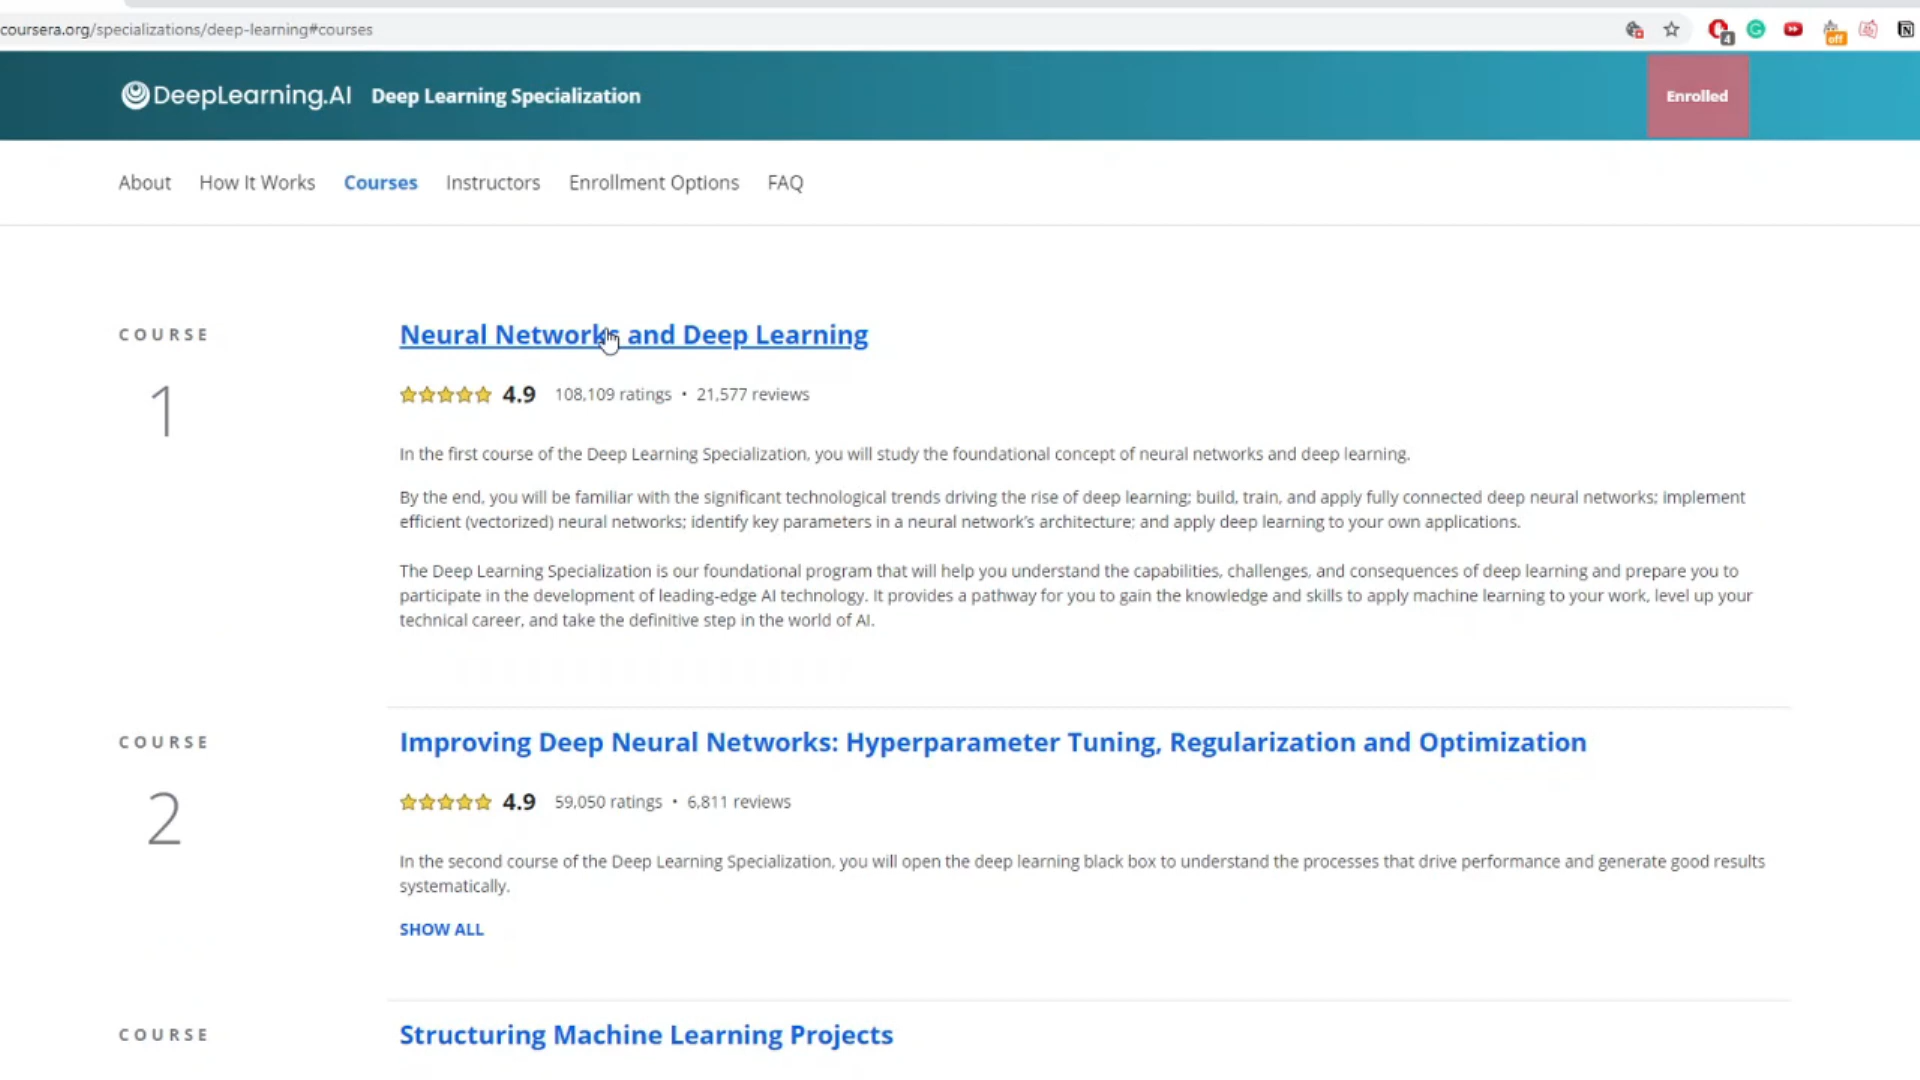 coursera.org/specializations/deep-learning#courses
4
off
DeepLearning.AI Deep Learning Specialization
Enrolled
About How It Works Courses Instructors Enrollment Options FAQ
COURSE
1
Neural Networks and Deep Learning
4.9 108,109 ratings • 21,577 reviews
In the first course of the Deep Learning Specialization, you will study the foundational concept of neural networks and deep learning.
By the end, you will be familiar with the significant technological trends driving the rise of deep learning; build, train, and apply fully connected deep neural networks; implement
efficient (vectorized) neural networks; identify key parameters in a neural network's architecture; and apply deep learning to your own applications.
The Deep Learning Specialization is our foundational program that will help you understand the capabilities, challenges, and consequences of deep learning and prepare you to
participate in the development of leading-edge AI technology. It provides a pathway for you to gain the knowledge and skills to apply machine learning to your work, level up your
technical career, and take the definitive step in the world of AI.
COURSE
2
Improving Deep Neural Networks: Hyperparameter Tuning, Regularization and Optimization
4.9 59,050 ratings • 6,811 reviews
In the second course of the Deep Learning Specialization, you will open the deep learning black box to understand the processes that drive performance and generate good results
systematically.
SHOW ALL
COURSE
Structuring Machine Learning Projects